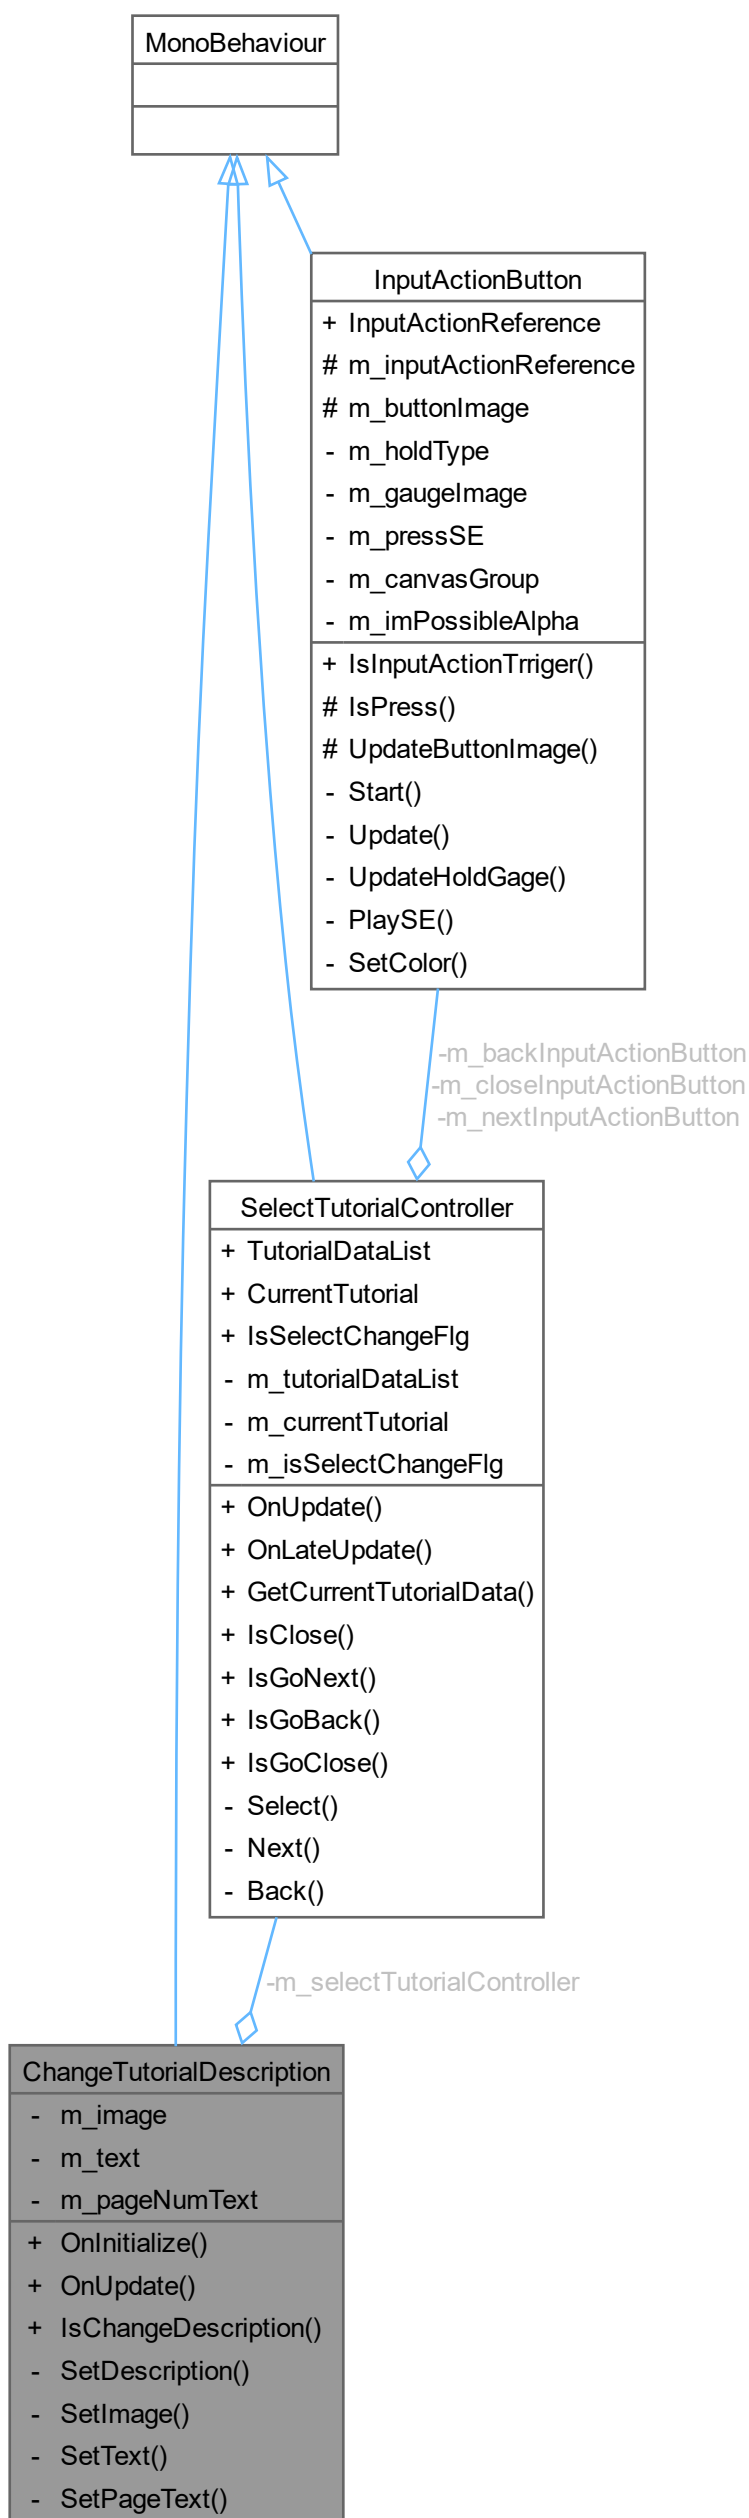 MonoBehaviour
InputActionButton
+ InputActionReference
# m_inputActionReference
# m_buttonImage
- m_holdType
- m_gaugeImage
- m_pressSE
- m_canvasGroup
- m_imPossibleAlpha
+ IsInputActionTrriger()
# IsPress()
# UpdateButtonImage()
- Start()
- Update()
- UpdateHoldGage()
- PlaySE()
- SetColor()
-m_backInputActionButton
-m_closeInputActionButton
-m_nextInputActionButton
SelectTutorialController
+ TutorialDataList
+ CurrentTutorial
+ IsSelectChangeFlg
- m_tutorialDataList
- m_currentTutorial
- m_isSelectChangeFlg
+ OnUpdate()
+ OnLateUpdate()
+ GetCurrentTutorialData()
+ IsClose()
+ IsGoNext()
+ IsGoBack()
+ IsGoClose()
- Select()
- Next()
- Back()
-m_selectTutorialController
ChangeTutorialDescription
- m_image
- m_text
- m_pageNumText
+ OnInitialize()
+ OnUpdate()
+ IsChangeDescription()
- SetDescription()
- SetImage()
- SetText()
- SetPageText()